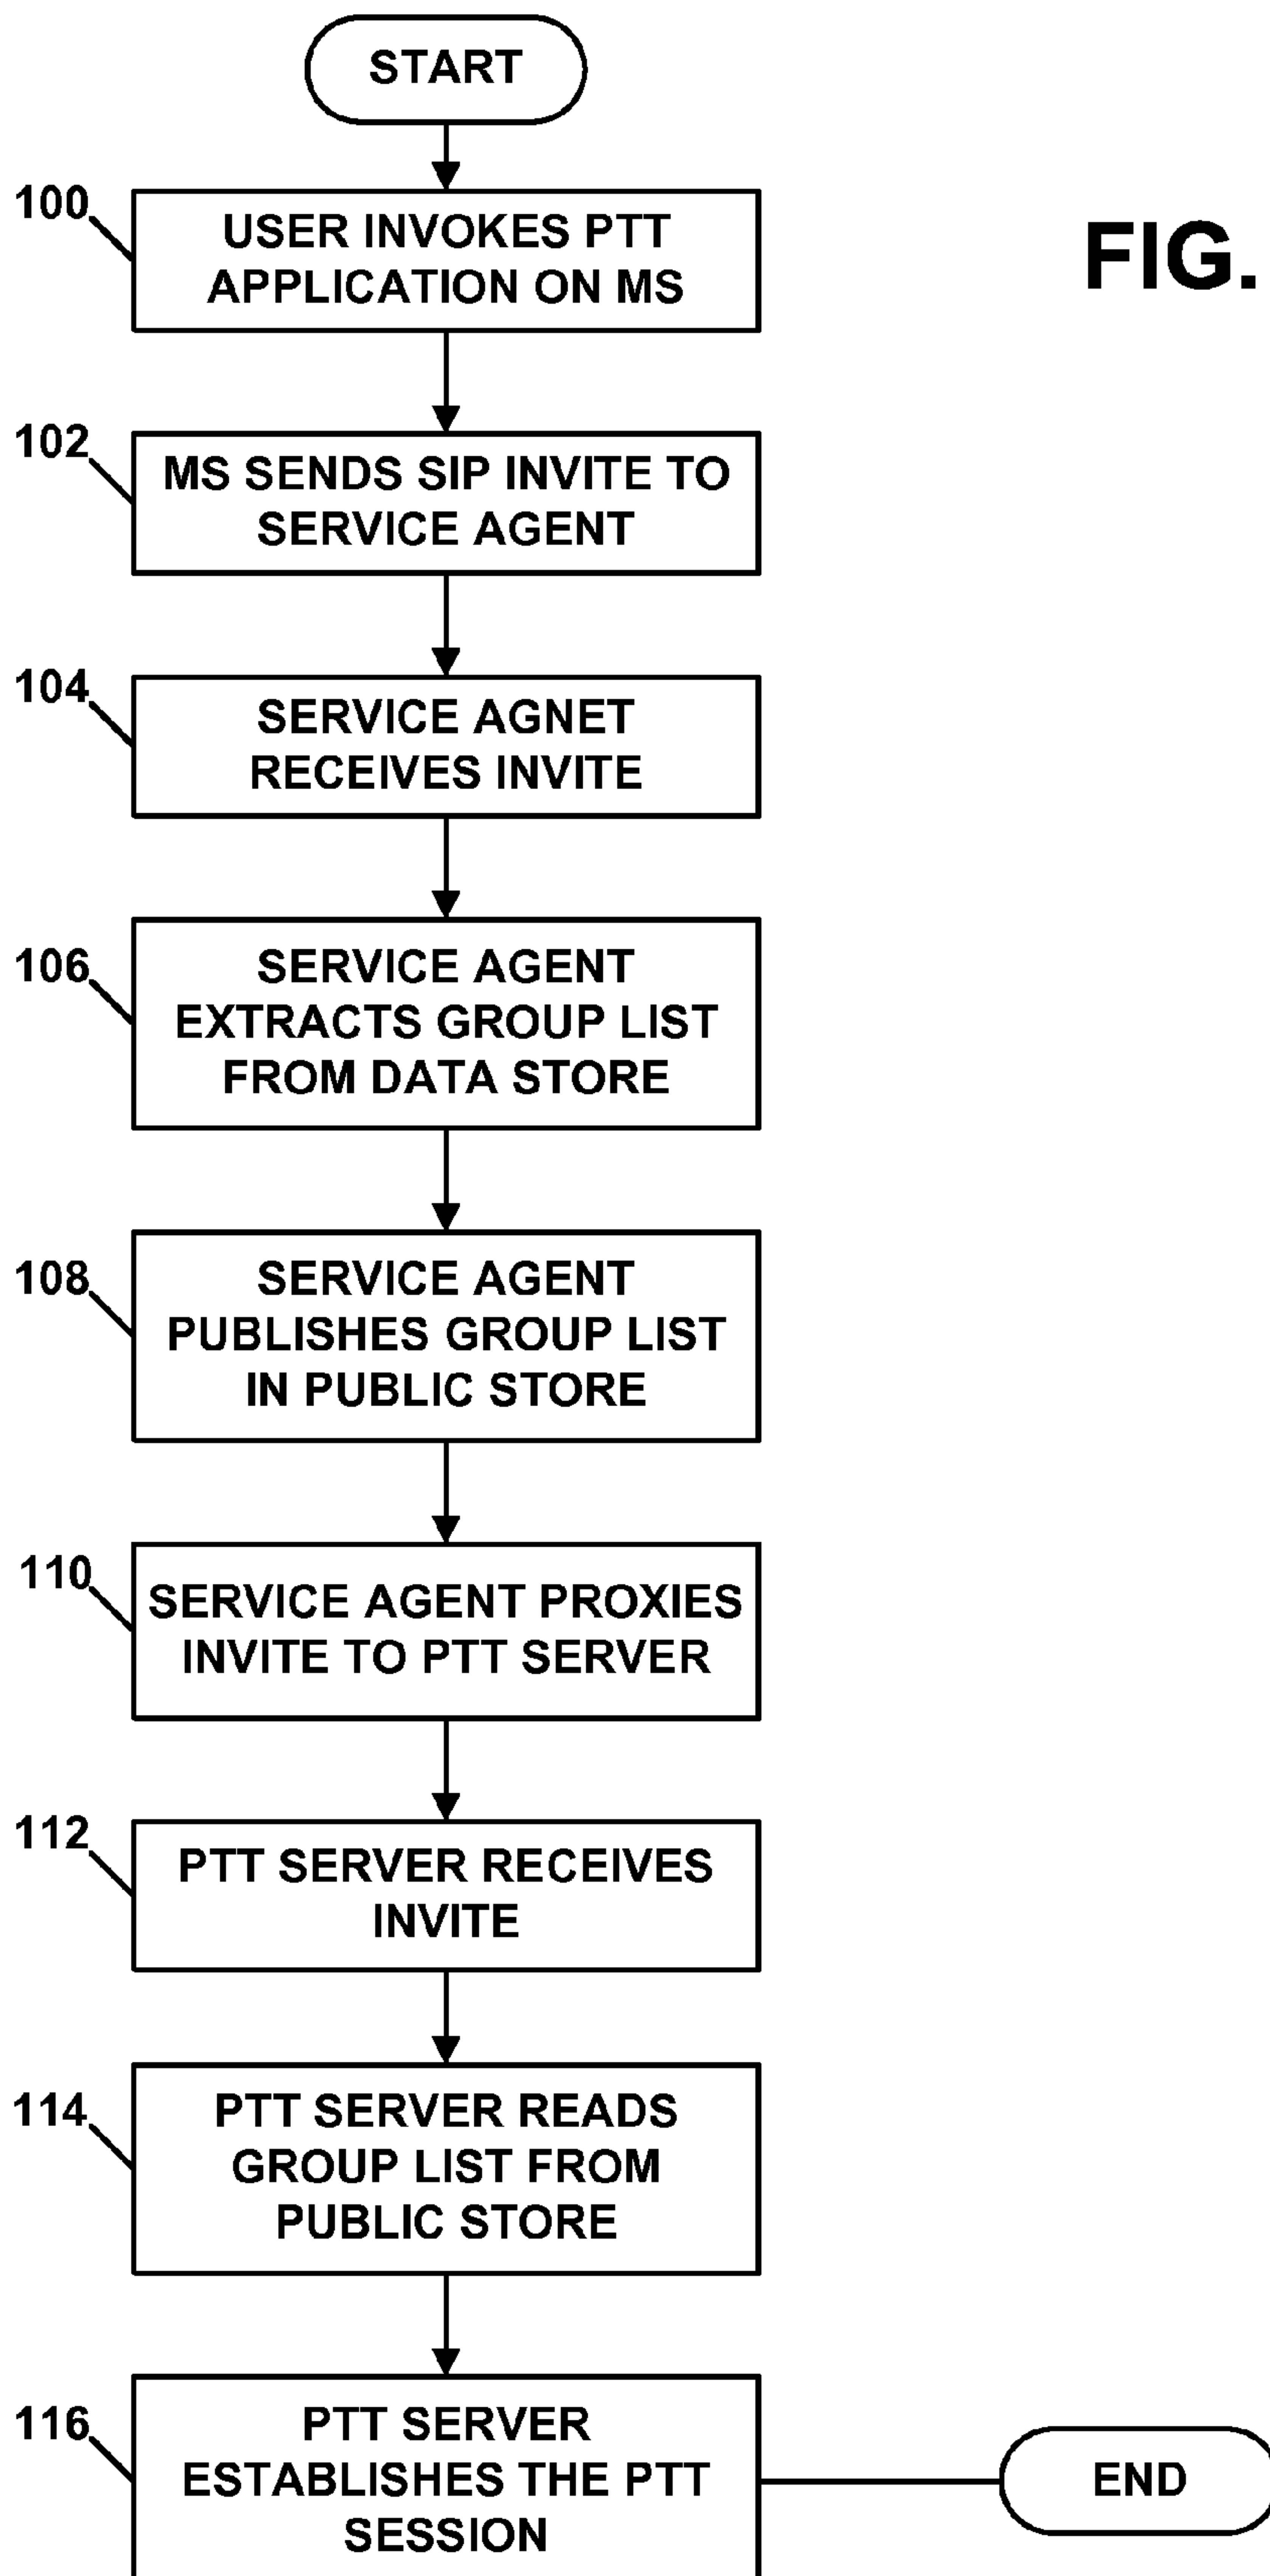 START
100
USER INVOKES PTT
APPLICATION ON MS
FIG.
102
MS SENDS SIP INVITE TO
SERVICE AGENT
104
SERVICE AGNET
RECEIVES INVITE
106
SERVICE AGENT
EXTRACTS GROUP LIST
FROM DATA STORE
108
SERVICE AGENT
PUBLISHES GROUP LIST
IN PUBLIC STORE
110
SERVICE AGENT PROXIES
INVITE TO PTT SERVER
112
PTT SERVER RECEIVES
INVITE
114
PTT SERVER READS
GROUP LIST FROM
PUBLIC STORE
116
PTT SERVER
ESTABLISHES THE PTT
SESSION
END